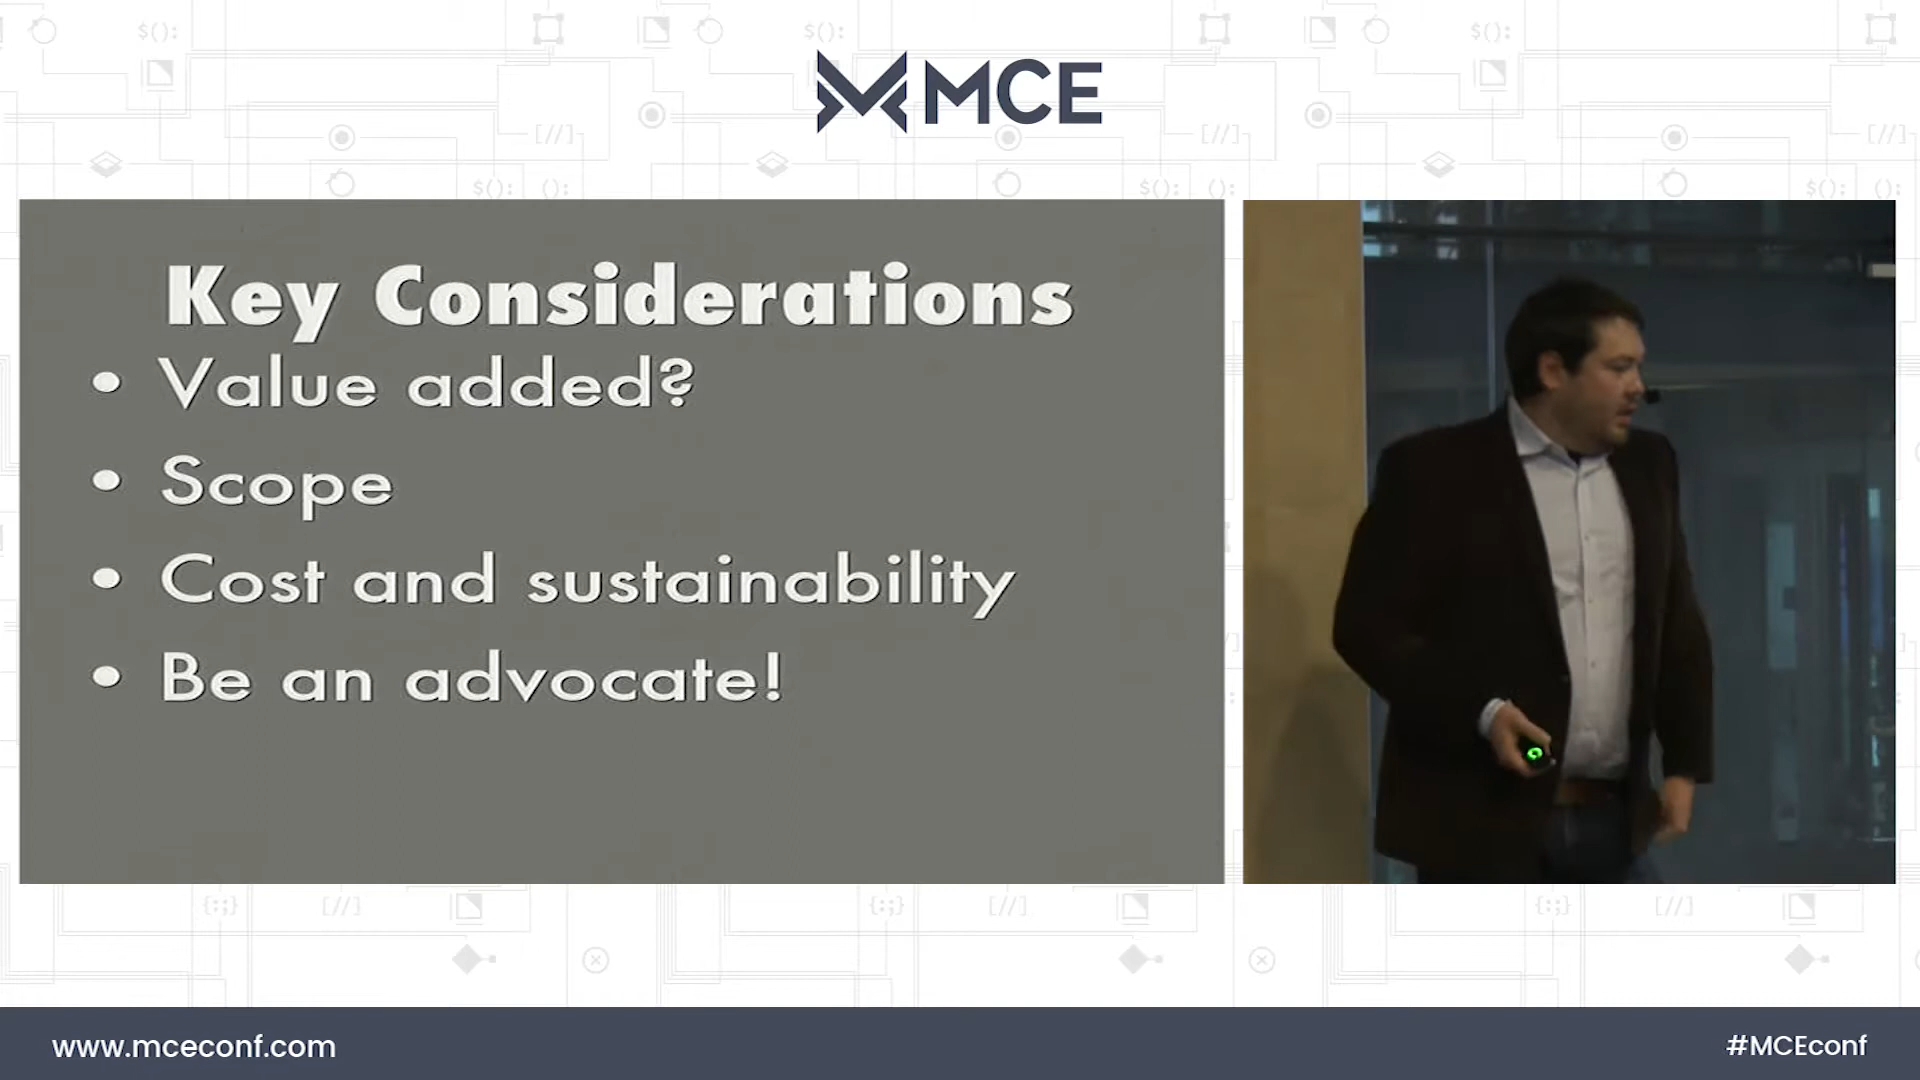 MCE
Key Considerations
• Value added?
• Scope
• Cost and sustainability
• Be an advocate!
www.mceconf.com
#MCEconf